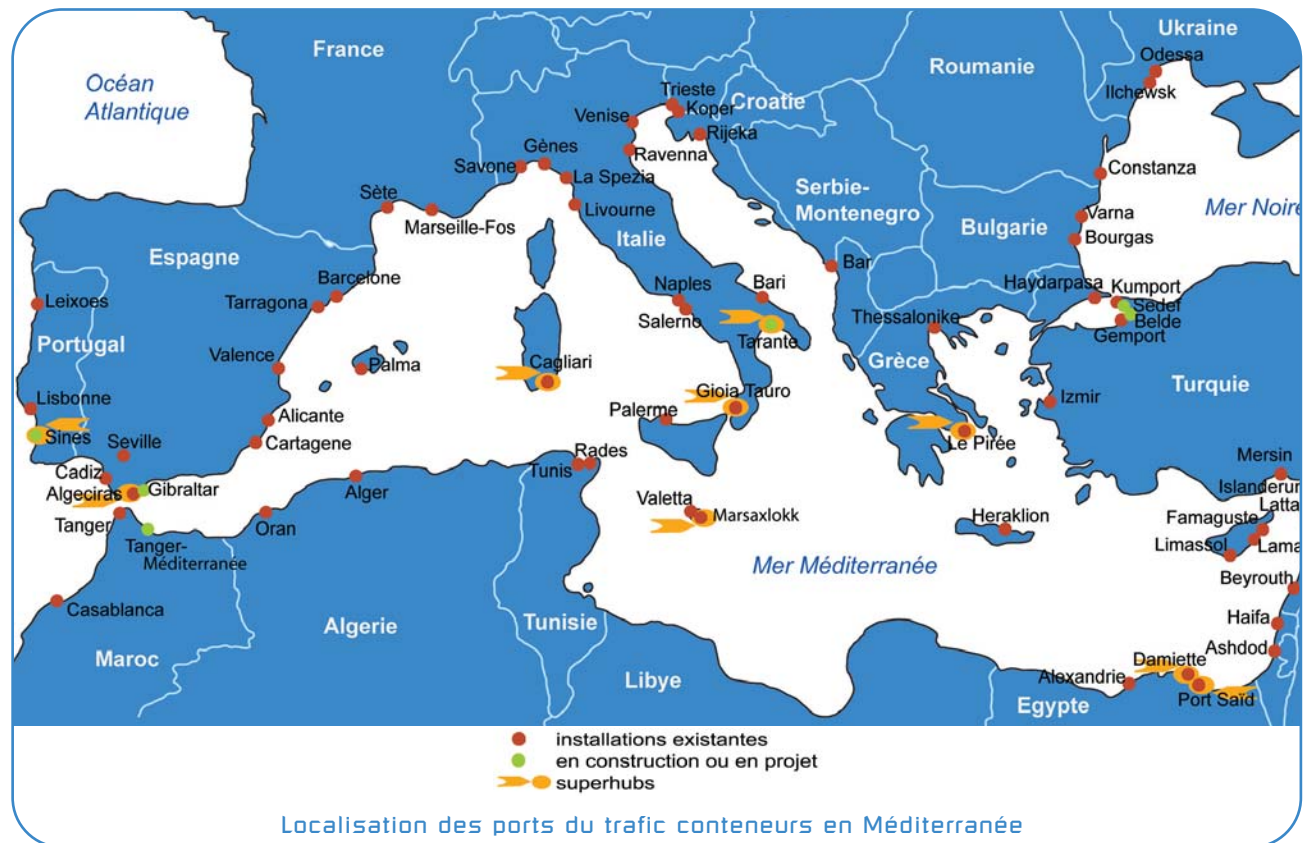 Ukraine
France
Odessa
Roumanie
Océan
Atlantique
Ilchewsk
Trieste
Croatie
Koper
Venise
Rijeka
Gènes
Ravenna
Savone
La Spezia
Constanza
Sète
Serbie-
Montenegro
Livourne
Mer Noire
Varna
Marseille-Fos
Italie
Bulgarie
Bourgas
Espagne
Bar
Barcelone
Bari
Haydarpasa
Kumport
Leixoes
Tarragona
Naples
Sedef
Salerno
Thessalonike
Belde
Gemport
Portugal
Tarante
Valence
Palma
Cagliari
Grèce
Gioia Tauro
Turquie
Lisbonne
Izmir
Alicante
Palerme
Sines
Seville
Cartagene
Le Pirée
Rades
Mersin
Cadiz
Tunis
Algeciras
Gibraltar
Alger
Islanderun
Valetta
Latta
Tanger
Oran
Marsaxlokk
Heraklion
Famaguste
Tanger-
Méditerranée
Limassol
Lama
Mer Méditerranée
Beyrouth
Casablanca
Haifa
Algerie
Tunisie
Ashdod
Maroc
Damiette
Libye
Alexandrie
Port Saïd
Egypte
installations existantes
en construction ou en projet
superhubs
Localisation des ports du trafic conteneurs en Méditerranée